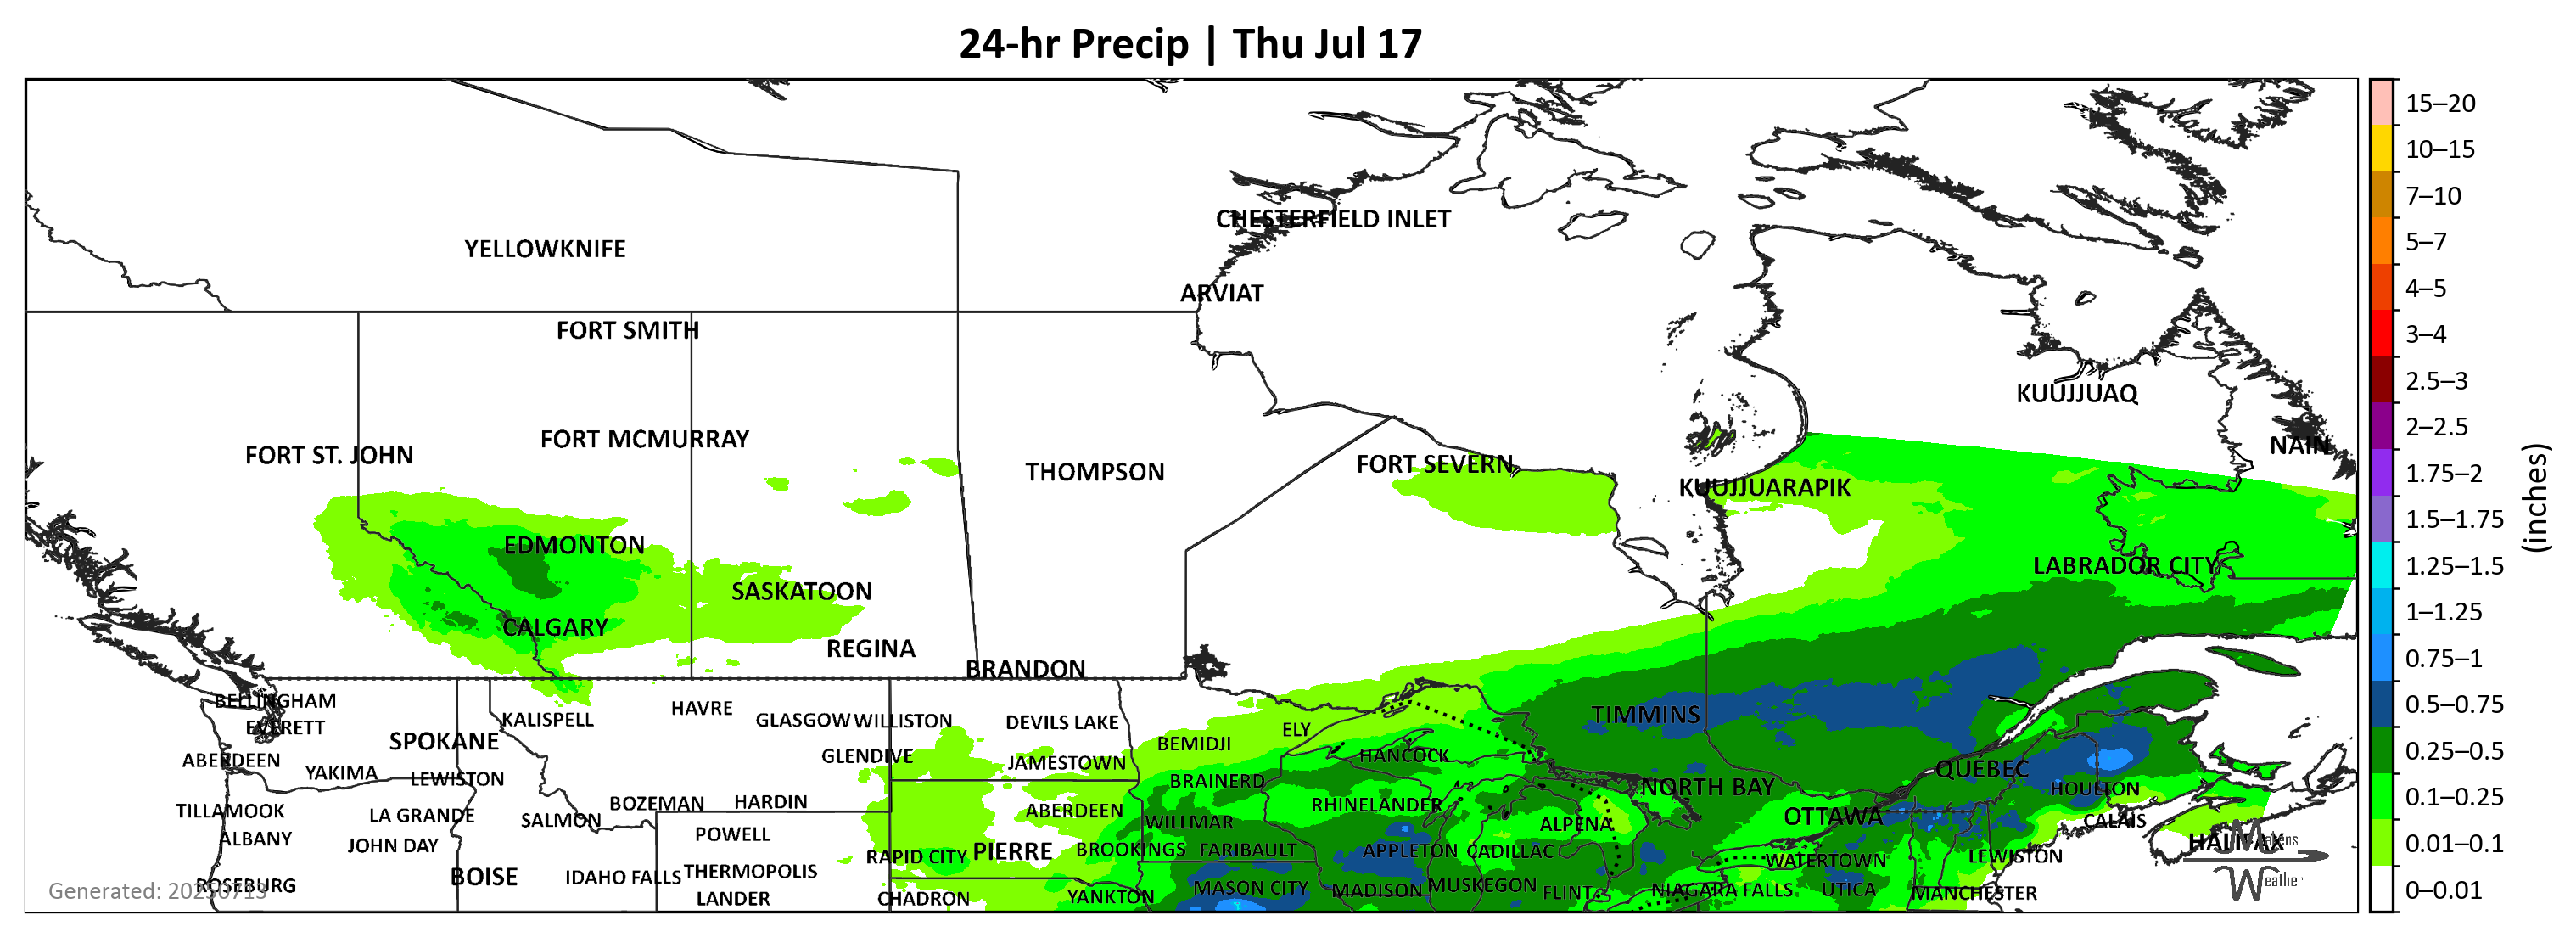 24-hr Precip | Thu Jul 17
15–20
10–15
7–10
5–7
4–5
3–4
2.5–3
2–2.5
1.75–2
1.5–1.75
1.25–1.5
1–1.25
0.75–1
0.5–0.75
0.25–0.5
0.1–0.25
0.01–0.1
0–0.01
(inches)
CHESTERFIELD INLET
YELLOWKNIFE
ARVIAT
FORT SMITH
KUUJJUAQ
FORT MCMURRAY
NAIN
FORT ST. JOHN
FORT SEVERN
THOMPSON
KUUJJUARAPIK
EDMONTON
LABRADOR CITY
SASKATOON
CALGARY
REGINA
BRANDON
BELLINGHAM
HAVRE
TIMMINS
KALISPELL
GLASGOW
WILLISTON
DEVILS LAKE
EVERETT
ELY
SPOKANE
BEMIDJI
GLENDIVE
HANCOCK
ABERDEEN
JAMESTOWN
QUÉBEC
YAKIMA
LEWISTON
BRAINERD
NORTH BAY
HOULTON
BOZEMAN
HARDIN
RHINELANDER
TILLAMOOK
LA GRANDE
ABERDEEN
OTTAWA
SALMON
WILLMAR
ALPENA
CALAIS
POWELL
ALBANY
JOHN DAY
HALIFAX
PIERRE
BROOKINGS
FARIBAULT
APPLETON
CADILLAC
RAPID CITY
WATERTOWN
LEWISTON
THERMOPOLIS
BOISE
IDAHO FALLS
ROSEBURG
MASON CITY
MADISON
MUSKEGON
FLINT
NIAGARA FALLS
UTICA
MANCHESTER
LANDER
CHADRON
YANKTON
Generated: 20250713
Weather